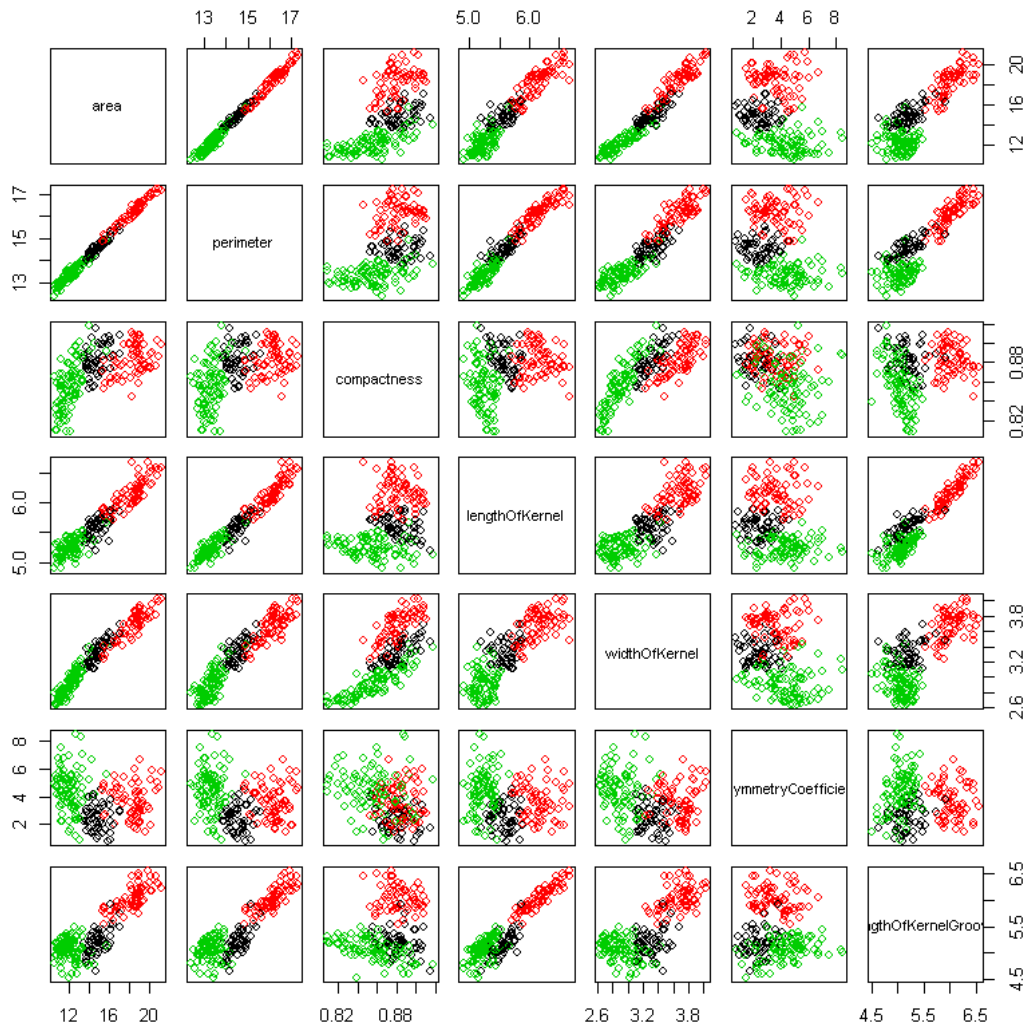 13 15 17 5.0 6.0 2 4 6 8
area 12 16 20
13 15 17 perimeter
compactness 0.82 0.88
5.0 6.0 lengthOfKernel
widthOfKernel 2.6 3.2 3.8
2 4 6 8 ymmetryCoefficie
gthOfKernelGroo 4.5 5.5 6.5
12 16 20 0.82 0.88 2.6 3.2 3.8 4.5 5.5 6.5